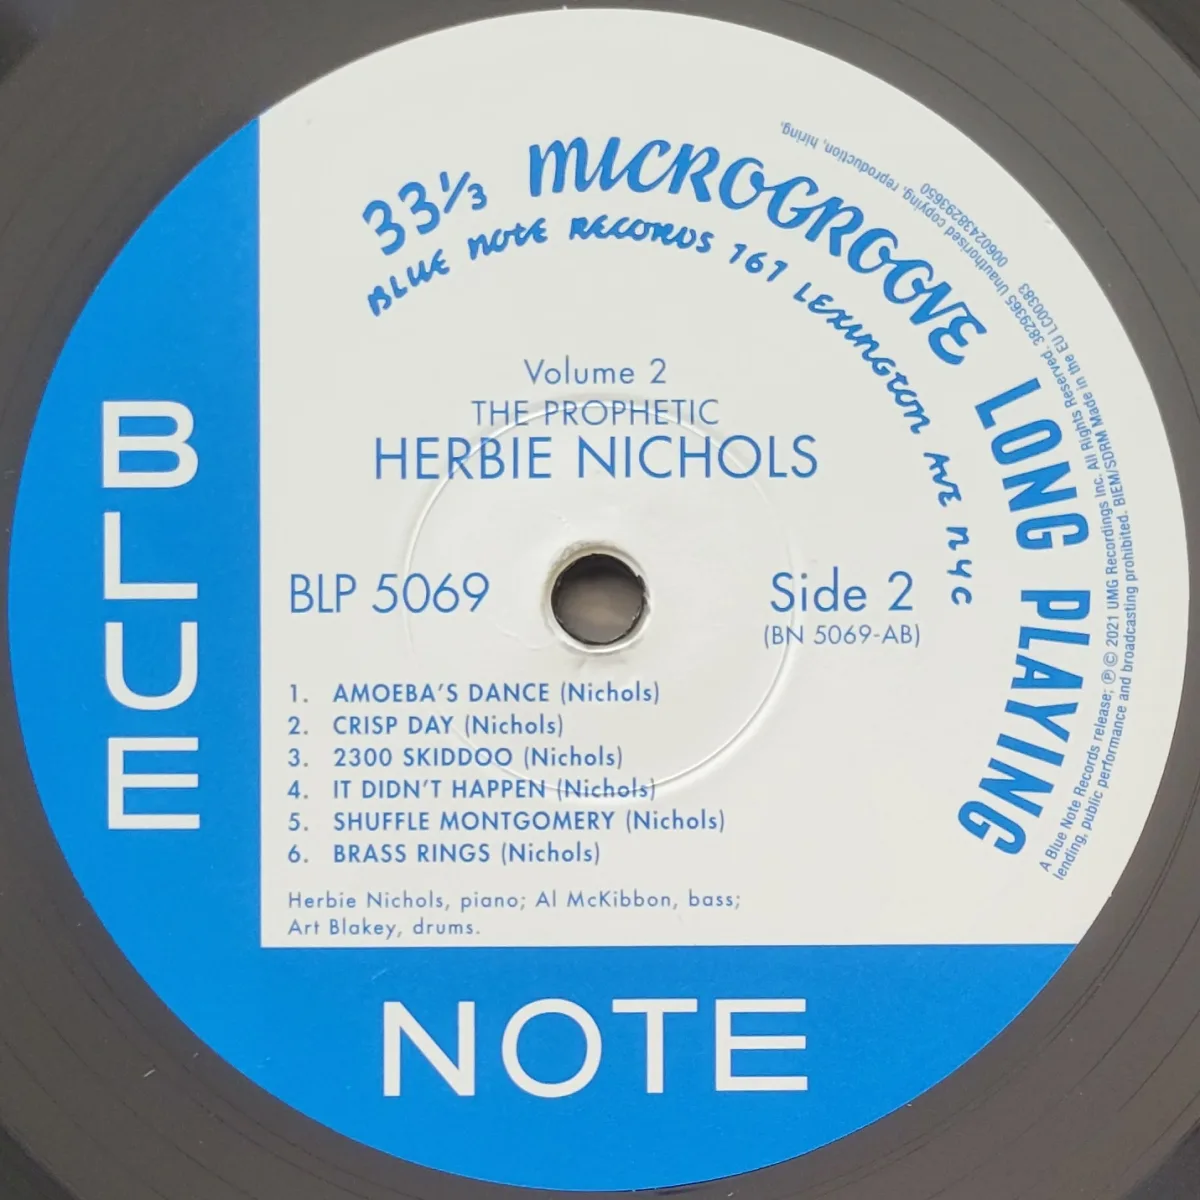 33⅓ MICROGROOVE LONG PLAYING
BLUE NOTE RECORDS 767 LEXINGTON AVE NYC
Volume 2
THE PROPHETIC
HERBIE NICHOLS
BLP 5069
Side 2
(BN 5069-AB)
1. AMOEBA'S DANCE (Nichols)
2. CRISP DAY (Nichols)
3. 2300 SKIDDOO (Nichols)
4. IT DIDN'T HAPPEN (Nichols)
5. SHUFFLE MONTGOMERY (Nichols)
6. BRASS RINGS (Nichols)
Herbie Nichols, piano; Al McKibbon, bass;
Art Blakey, drums.
BLUE
NOTE
A Blue Note Records release; ℗ © 2021 UMG Recordings Inc. All Rights Reserved. 3829365 Unauthorised copying, reproduction, hiring,
lending, public performance and broadcasting prohibited. BIEM/SDRM Made in the EU LC00383
00602438293650